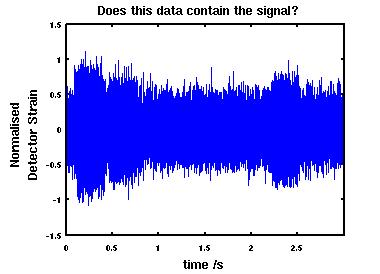 Does this data contain the signal?
1.5
1
0.5
0
-0.5
-1
-1.5
Normalised
Detector Strain
0 0.5 1 1.5 2 2.5
time /s